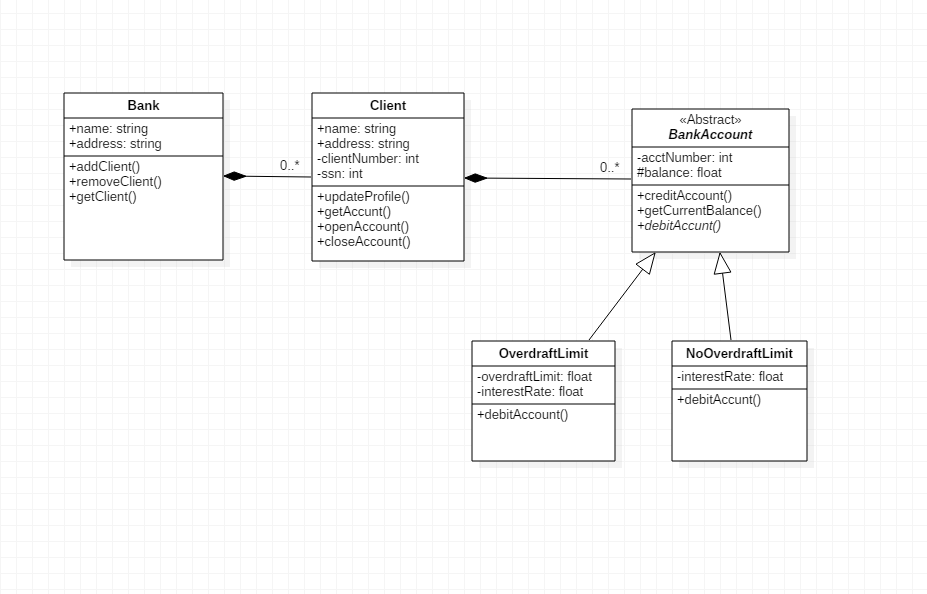 Bank
+name: string
+address: string
+addClient()
+removeClient()
+getClient()
0..*
Client
+name: string
+address: string
-clientNumber: int
-ssn: int
+updateProfile()
+getAccunt()
+openAccount()
+closeAccount()
0..*
«Abstract»
BankAccount
-acctNumber: int
#balance: float
+creditAccount()
+getCurrentBalance()
+debitAccunt()
OverdraftLimit
-overdraftLimit: float
-interestRate: float
+debitAccount()
NoOverdraftLimit
-interestRate: float
+debitAccunt()